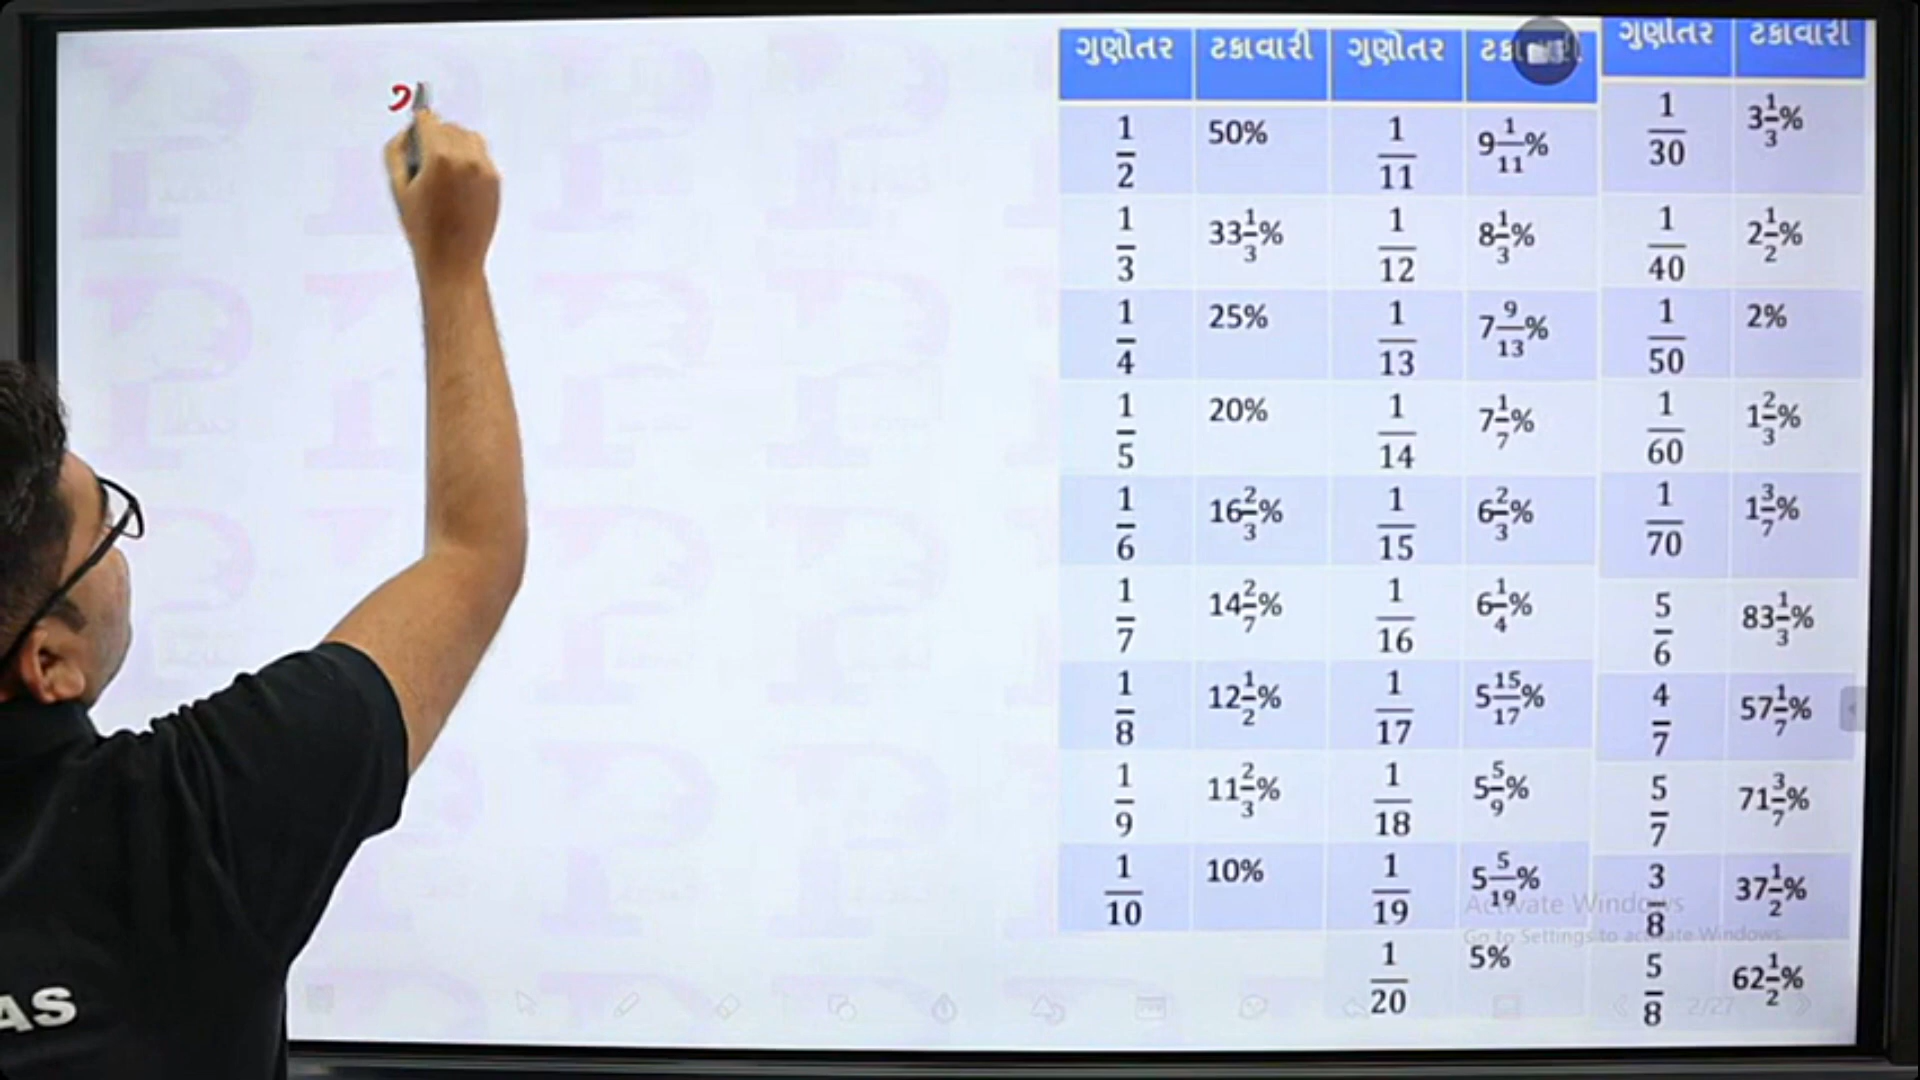 ગુણોતર ટકાવારી ગુણોતર ગુણોતર ટકાવારી
1/2 50% 1/11 9 1/11% 1/30 3 1/3%
1/3 33 1/3% 1/12 8 1/3% 1/40 2 1/2%
1/4 25% 1/13 7 9/13% 1/50 2%
1/5 20% 1/14 7 1/7% 1/60 1 2/3%
1/6 16 2/3% 1/15 6 2/3% 1/70 1 3/7%
1/7 14 2/7% 1/16 6 1/4% 5/6 83 1/3%
1/8 12 1/2% 1/17 5 15/17% 4/7 57 1/7%
1/9 11 2/3% 1/18 5 5/9% 5/7 71 3/7%
1/10 10% 1/19 5 5/19% 3/8 37 1/2%
1/20 5% 5/8 62 1/2%
Activate Windows
Go to Settings to activate Windows.
2/27
AS